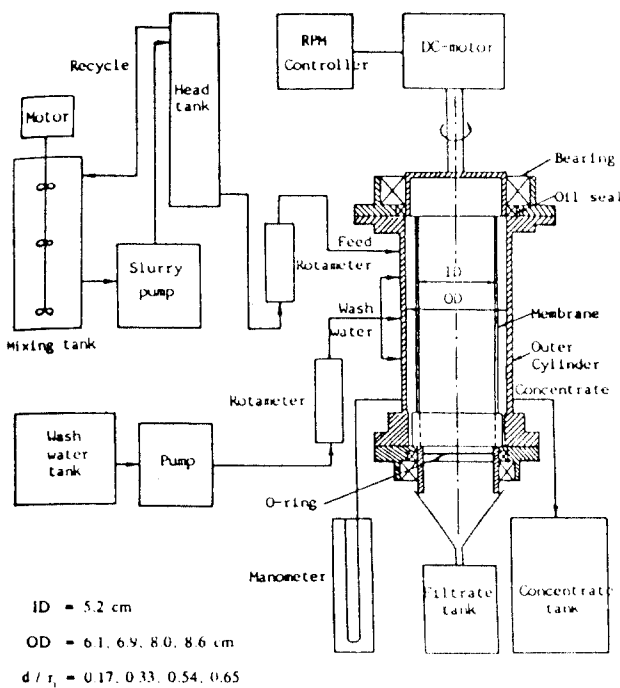 RPM
Controller
DC-motor
Recycle
Head
tank
Motor
Bearing
Oil seal
Feed
Rotameter
ID
OD
Slurry
pump
Wash
water
Membrane
Mixing tank
Outer
Cylinder
Concentrate
Rotameter
Wash
water
tank
Pump
O-ring
Manometer
Filtrate
tank
Concentrate
tank
ID = 5.2 cm
OD = 6.1, 6.9, 8.0, 8.6 cm
d / r₁ = 0.17, 0.33, 0.54, 0.65